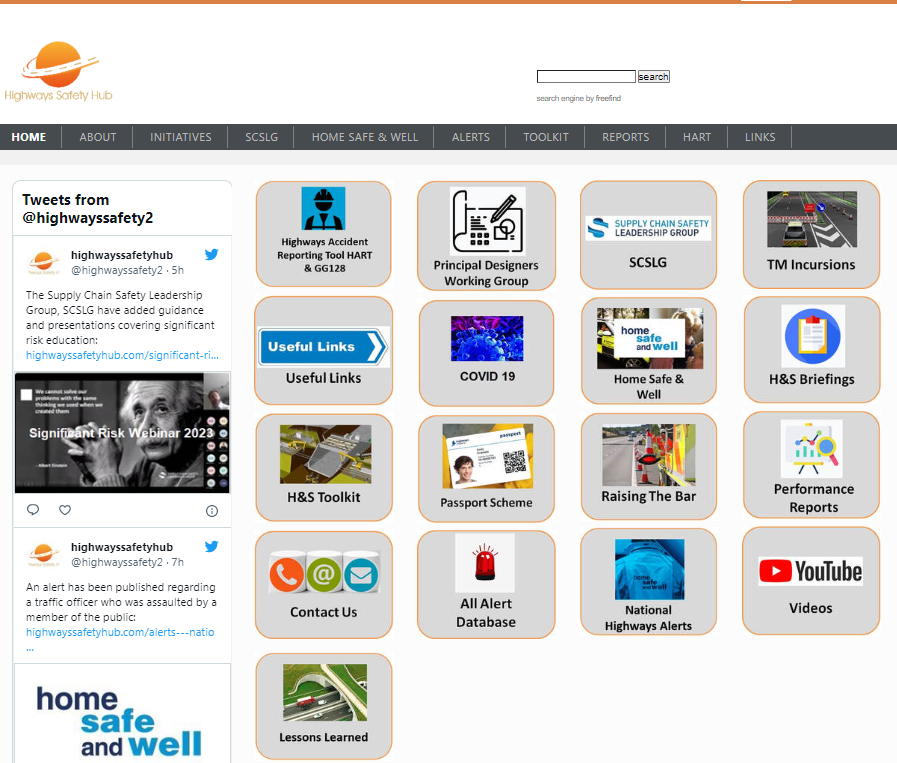 Highways Safety Hub
search
search engine by freefind
HOME
ABOUT
INITIATIVES
SCSLG
HOME SAFE & WELL
ALERTS
TOOLKIT
REPORTS
HART
LINKS
Tweets from
@highwayssafety2
highwayssafetyhub
@highwayssafety2 · 5h
The Supply Chain Safety Leadership
Group, SCSLG have added guidance
and presentations covering significant
risk education:
highwayssafetyhub.com/significant-ri...
We cannot solve our
problems with the same
thinking we used when we
created them
Significant Risk Webinar 2023
- Albert Einstein
highwayssafetyhub
@highwayssafety2 · 7h
An alert has been published regarding
a traffic officer who was assaulted by a
member of the public:
highwayssafetyhub.com/alerts---natio
...
home
safe
and well
Highways Accident
Reporting Tool HART
& GG128
Principal Designers
Working Group
SUPPLY CHAIN SAFETY
LEADERSHIP GROUP
SCSLG
TM Incursions
Useful Links
Useful Links
COVID 19
home
safe
and well
Home Safe &
Well
H&S Briefings
H&S Toolkit
passport
Passport Scheme
Raising The Bar
Performance
Reports
Contact Us
All Alert
Database
home
safe
and well
National
Highways Alerts
YouTube
Videos
Lessons Learned